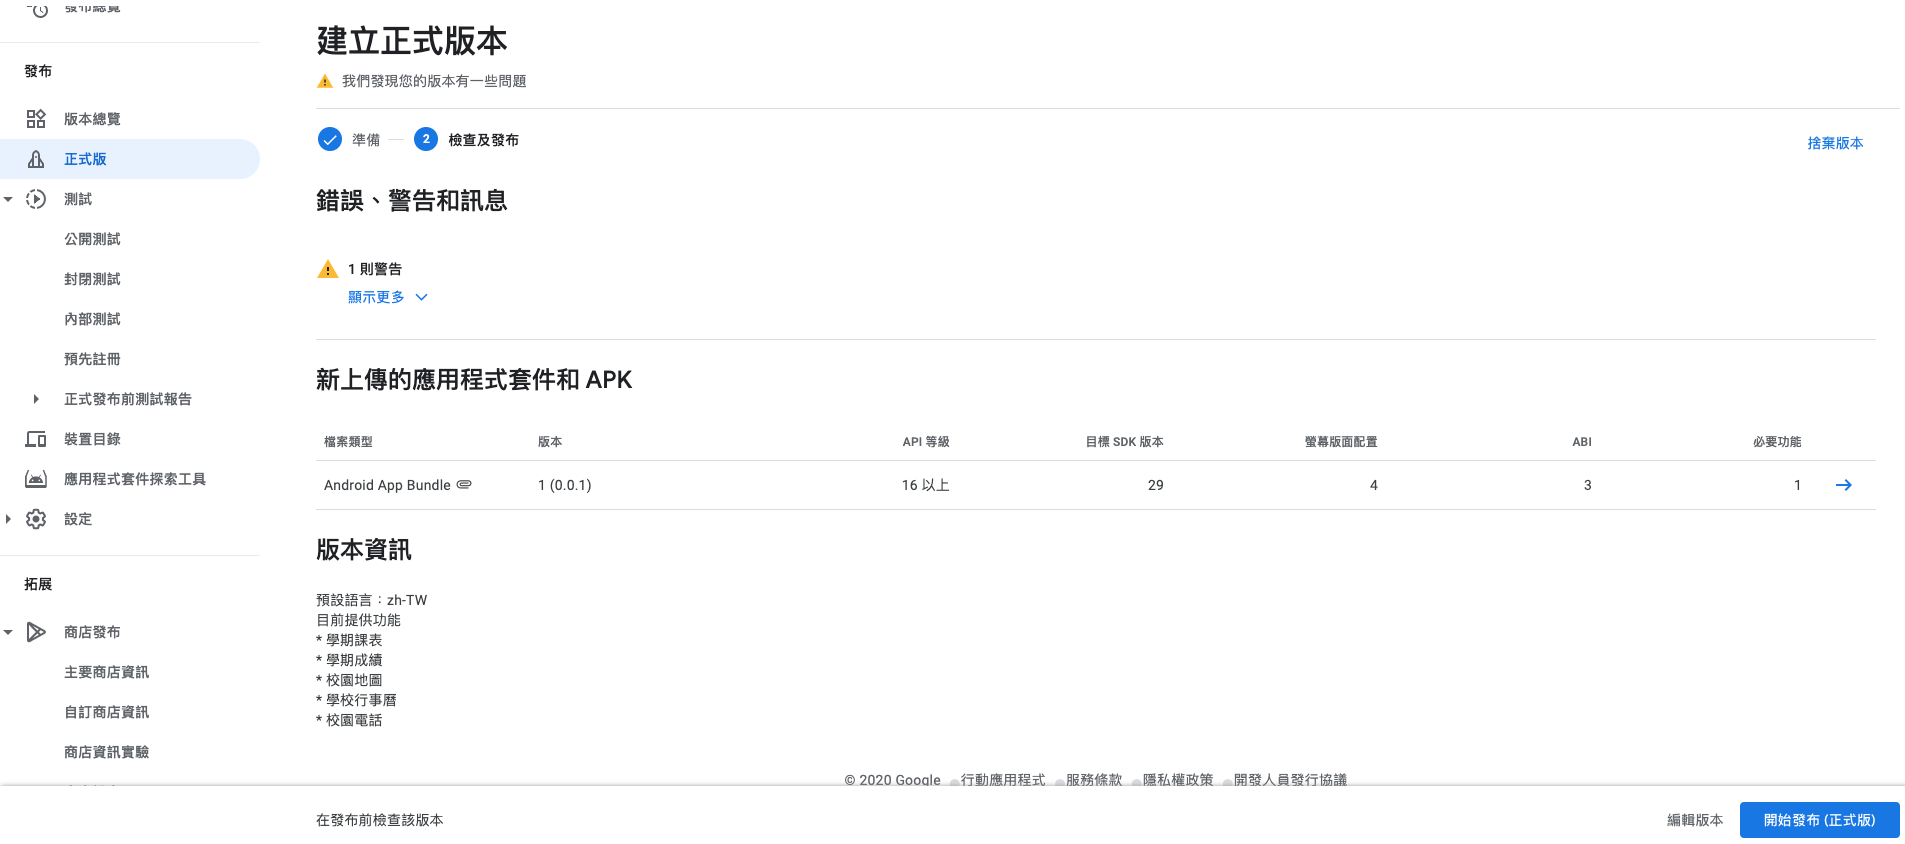 發布總覽
發布
版本總覽
正式版
測試
公開測試
封閉測試
內部測試
預先註冊
正式發布前測試報告
裝置目錄
應用程式套件探索工具
設定
拓展
商店發布
主要商店資訊
自訂商店資訊
商店資訊實驗
建立正式版本
我們發現您的版本有一些問題
準備 2 檢查及發布
捨棄版本
錯誤、警告和訊息
1 則警告
顯示更多
新上傳的應用程式套件和 APK
檔案類型 版本 API 等級 目標 SDK 版本 螢幕版面配置 ABI 必要功能
Android App Bundle 1 (0.0.1) 16 以上 29 4 3 1
版本資訊
預設語言：zh-TW
目前提供功能
* 學期課表
* 學期成績
* 校園地圖
* 學校行事曆
* 校園電話
© 2020 Google 行動應用程式 服務條款 隱私權政策 開發人員發行協議
在發布前檢查該版本
編輯版本 開始發布 (正式版)